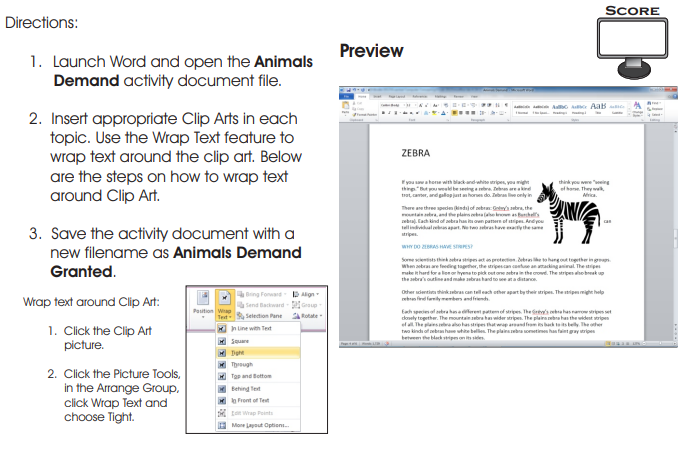 SCORE
Directions:
1. Launch Word and open the Animals
Demand activity document file.
2. Insert appropriate Clip Arts in each
topic. Use the Wrap Text feature to
wrap text around the clip art. Below
are the steps on how to wrap text
around Clip Art.
3. Save the activity document with a
new filename as Animals Demand
Granted.
Wrap text around Clip Art:
1. Click the Clip Art
picture.
2. Click the Picture Tools,
in the Arrange Group,
click Wrap Text and
choose Tight.
Position
Wrap
Text
Bring Forward
Send Backward
Selection Pane
Align
Group
Rotate
In Line with Text
Square
Tight
Through
Top and Bottom
Behind Text
In Front of Text
Edit Wrap Points
More Layout Options...
Preview
ZEBRA
If you saw a horse with black-and-white stripes, you might think you were "seeing
things." But you would be seeing a zebra. Zebras are a kind of horse. They walk,
trot, canter, and gallop just as horses do. Zebras live only in Africa.
There are three species (kinds) of zebras: Grévy's zebra, the
mountain zebra, and the plains zebra (also known as Burchell's
zebra). Each kind of zebra has its own pattern of stripes. And you can
tell individual zebras apart. No two zebras have exactly the same
stripes.
WHY DO ZEBRAS HAVE STRIPES?
Some scientists think zebra stripes act as protection. Zebras like to hang out together in groups.
When zebras are feeding together, the stripes can confuse an attacking animal. The stripes
make it hard for a lion or hyena to pick out one zebra in the crowd. The stripes also break up
the zebra's outline and make zebras hard to see at a distance.
Other scientists think zebras can tell each other apart by their stripes. The stripes might help
zebras find family members and friends.
Each species of zebra has a different pattern of stripes. The Grévy's zebra has narrow stripes set
closely together. The mountain zebra has wider stripes. The plains zebra has the widest stripes
of all. The plains zebra also has stripes that wrap around from its back to its belly. The other
two kinds of zebras have white bellies. The plains zebra sometimes has faint gray stripes
between the black stripes on its sides.